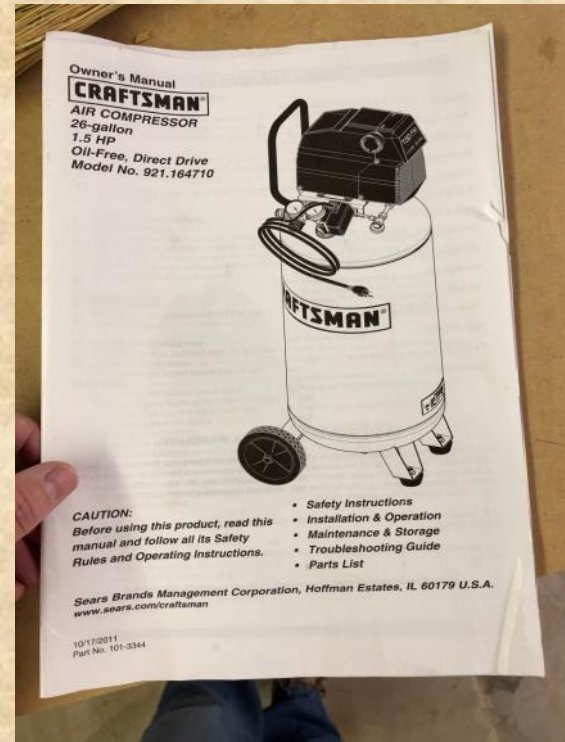 Owner's Manual
CRAFTSMAN®
AIR COMPRESSOR
26-gallon
1.5 HP
Oil-Free, Direct Drive
Model No. 921.164710
150 PSI
CRAFTSMAN®
CAUTION:
Before using this product, read this
manual and follow all its Safety
Rules and Operating Instructions.
• Safety Instructions
• Installation & Operation
• Maintenance & Storage
• Troubleshooting Guide
• Parts List
Sears Brands Management Corporation, Hoffman Estates, IL 60179 U.S.A.
www.sears.com/craftsman
10/17/2011
Part No. 101-3344